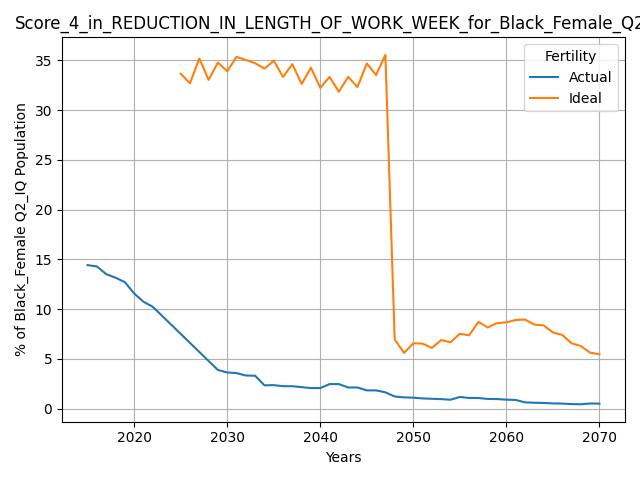 Score_4_in_REDUCTION_IN_LENGTH_OF_WORK_WEEK_for_Black_Female_Q2
Fertility
Actual
Ideal
% of Black_Female Q2_IQ Population
35
30
25
20
15
10
5
0
2020 2030 2040 2050 2060 2070
Years